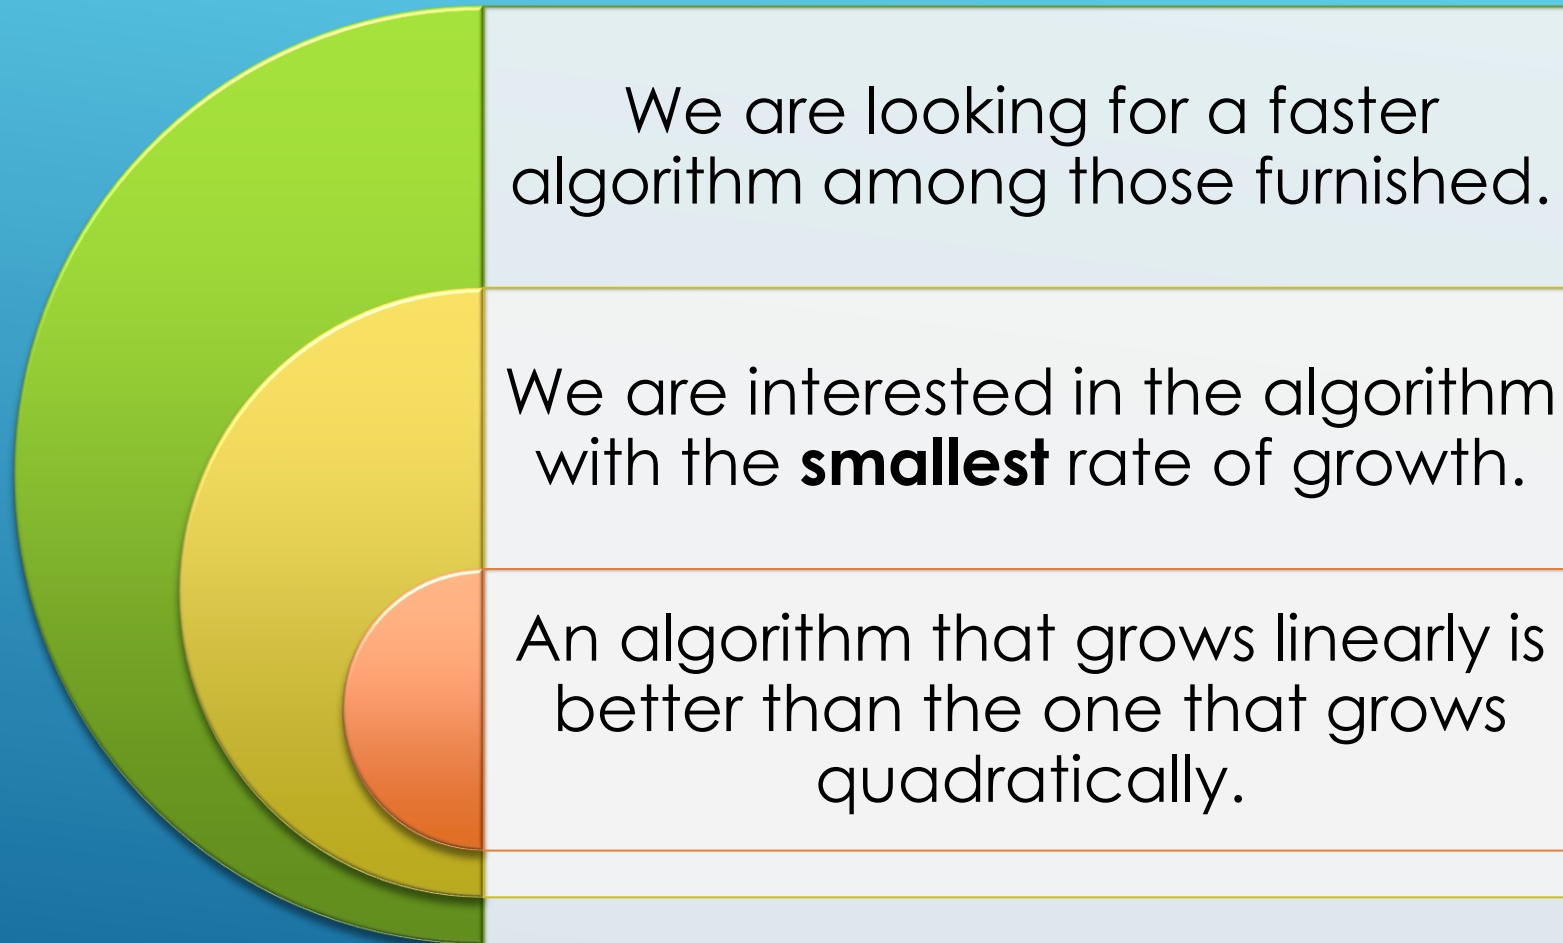 We are looking for a faster
algorithm among those furnished.
We are interested in the algorithm
with the smallest rate of growth.
An algorithm that grows linearly is
better than the one that grows
quadratically.